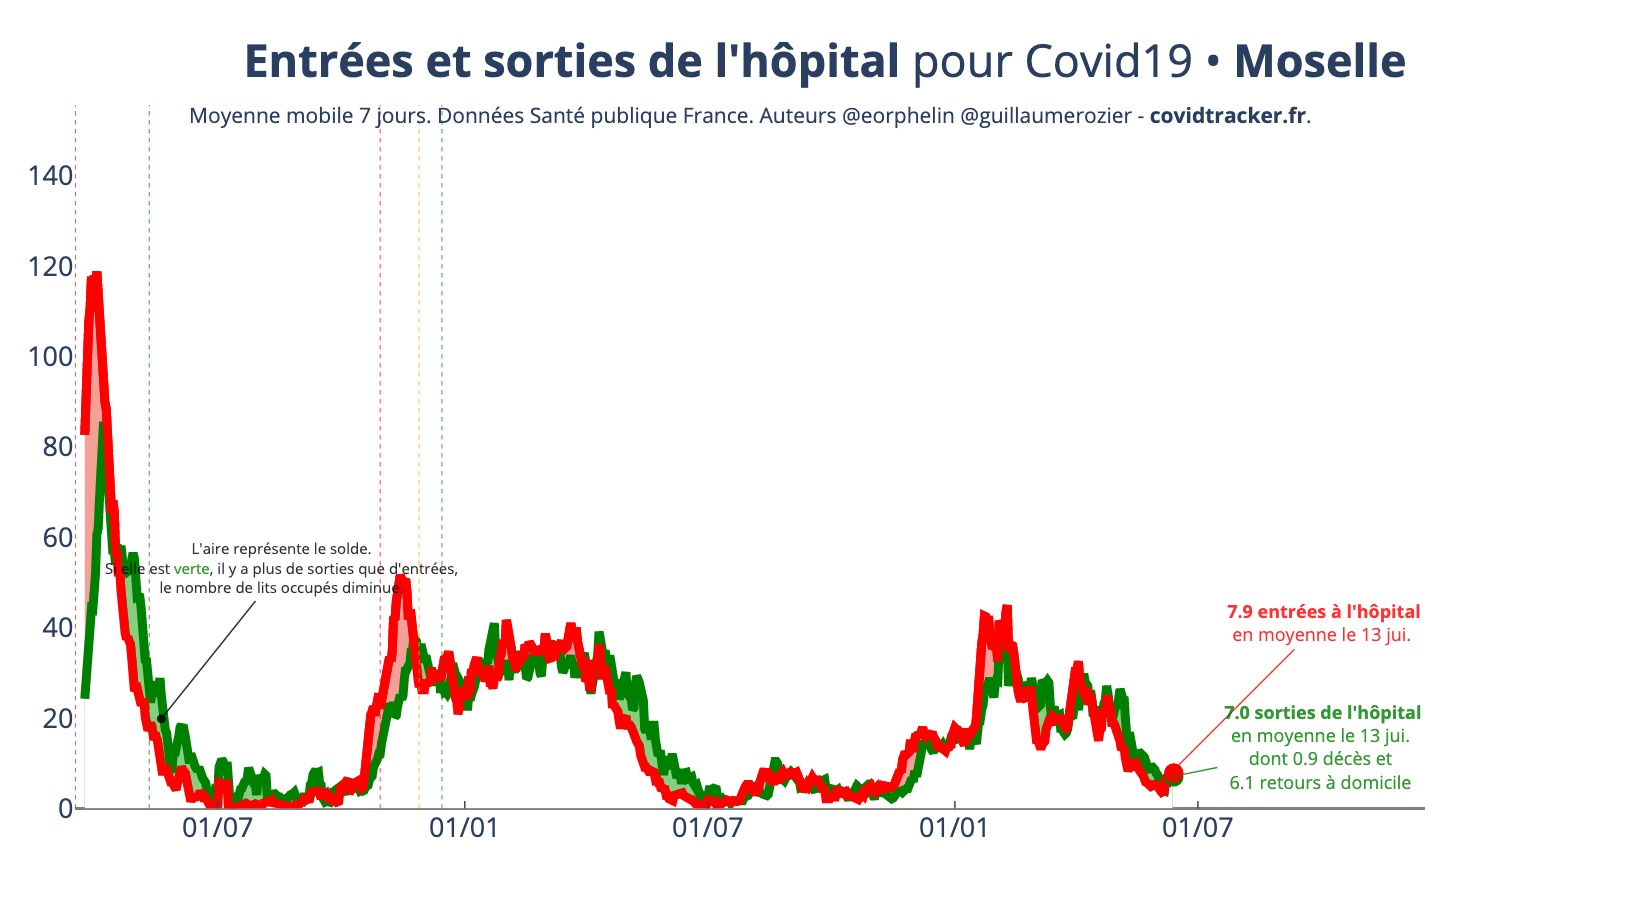 Entrées et sorties de l'hôpital pour Covid19 • Moselle
Moyenne mobile 7 jours. Données Santé publique France. Auteurs @eorphelin @guillaumerozier - covidtracker.fr.
140
120
100
80
60
40
20
0
L'aire représente le solde.
Si elle est verte, il y a plus de sorties que d'entrées,
le nombre de lits occupés diminue.
7.9 entrées à l'hôpital
en moyenne le 13 jui.
7.0 sorties de l'hôpital
en moyenne le 13 jui.
dont 0.9 décès et
6.1 retours à domicile
01/07
01/01
01/07
01/01
01/07